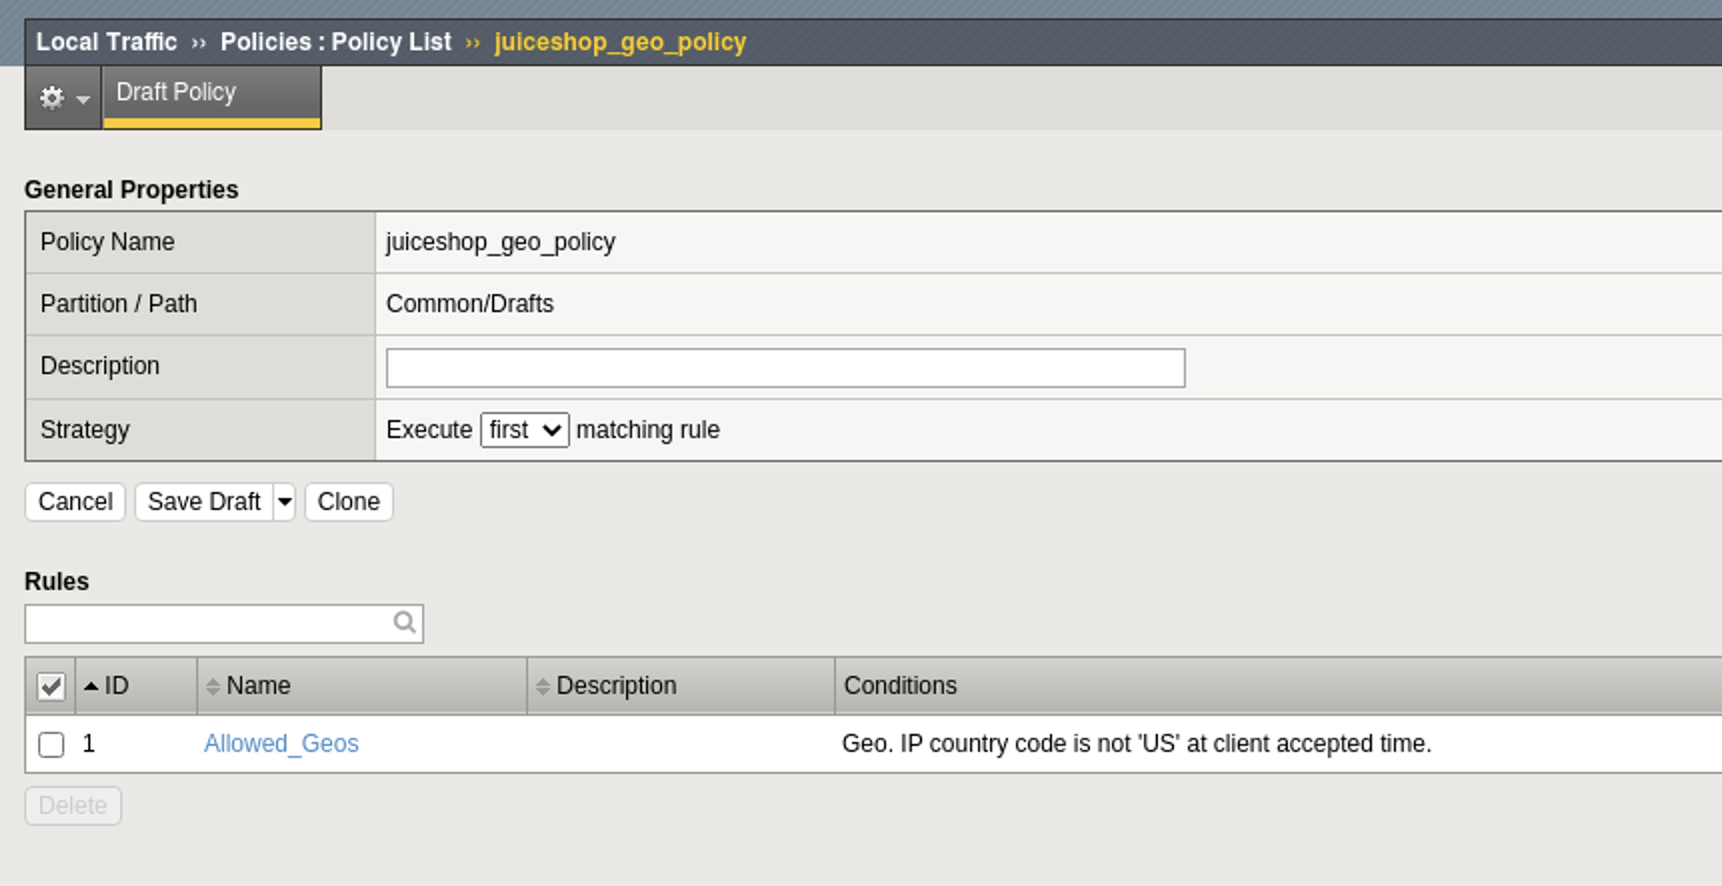 Local Traffic ›› Policies : Policy List ›› juiceshop_geo_policy
Draft Policy
General Properties
Policy Name juiceshop_geo_policy
Partition / Path Common/Drafts
Description
Strategy Execute first matching rule
Cancel Save Draft Clone
Rules
ID Name Description Conditions
1 Allowed_Geos Geo. IP country code is not 'US' at client accepted time.
Delete